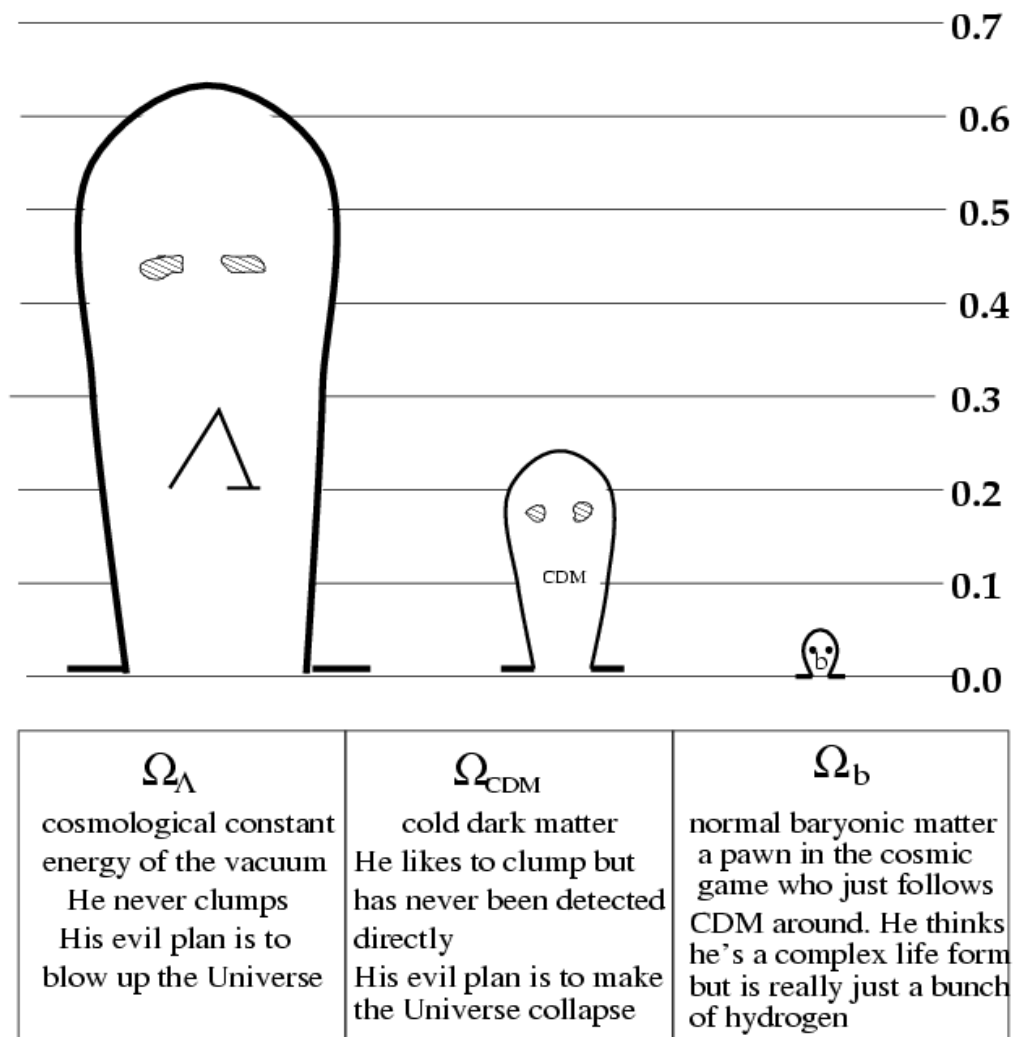 0.7
0.6
0.5
0.4
0.3
0.2
0.1
0.0
Λ
CDM
b
Ω_Λ
cosmological constant
energy of the vacuum
He never clumps
His evil plan is to
blow up the Universe
Ω_CDM
cold dark matter
He likes to clump but
has never been detected
directly
His evil plan is to make
the Universe collapse
Ω_b
normal baryonic matter
a pawn in the cosmic
game who just follows
CDM around. He thinks
he's a complex life form
but is really just a bunch
of hydrogen